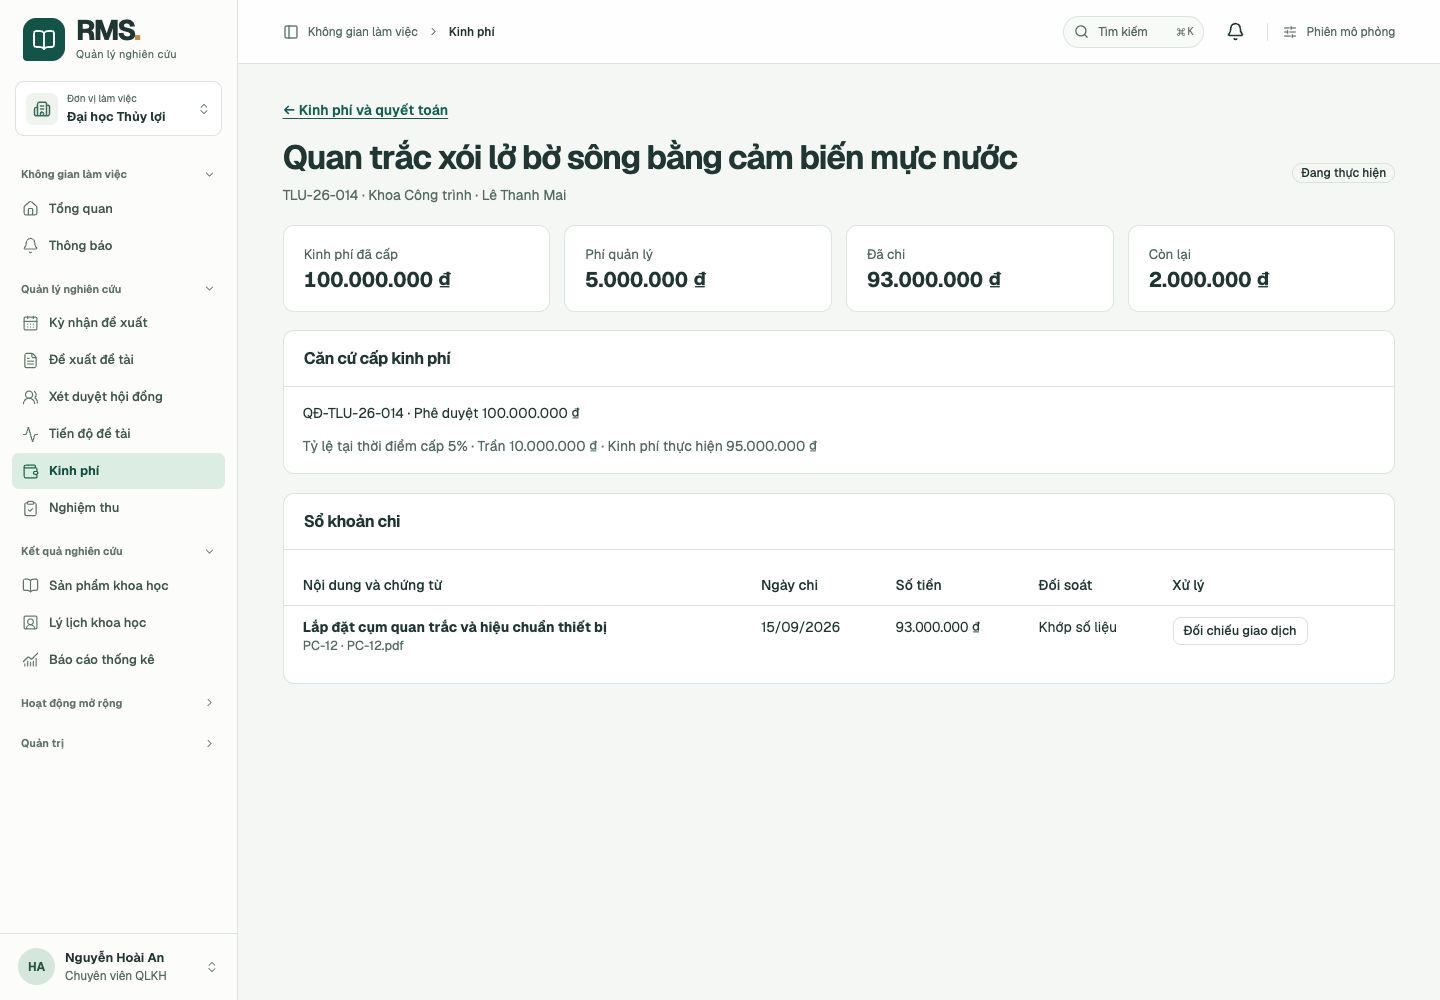 RMS.
Quản lý nghiên cứu
Đơn vị làm việc
Đại học Thủy lợi
Không gian làm việc
Tổng quan
Thông báo
Quản lý nghiên cứu
Kỳ nhận đề xuất
Đề xuất đề tài
Xét duyệt hội đồng
Tiến độ đề tài
Kinh phí
Nghiệm thu
Kết quả nghiên cứu
Sản phẩm khoa học
Lý lịch khoa học
Báo cáo thống kê
Hoạt động mở rộng
Quản trị
HA
Nguyễn Hoài An
Chuyên viên QLKH
Không gian làm việc > Kinh phí
Tìm kiếm ⌘K
Phiên mô phỏng
← Kinh phí và quyết toán
Quan trắc xói lở bờ sông bằng cảm biến mực nước
TLU-26-014 · Khoa Công trình · Lê Thanh Mai
Đang thực hiện
Kinh phí đã cấp
100.000.000 ₫
Phí quản lý
5.000.000 ₫
Đã chi
93.000.000 ₫
Còn lại
2.000.000 ₫
Căn cứ cấp kinh phí
QĐ-TLU-26-014 · Phê duyệt 100.000.000 ₫
Tỷ lệ tại thời điểm cấp 5% · Trần 10.000.000 ₫ · Kinh phí thực hiện 95.000.000 ₫
Sổ khoản chi
Nội dung và chứng từ Ngày chi Số tiền Đối soát Xử lý
Lắp đặt cụm quan trắc và hiệu chuẩn thiết bị 15/09/2026 93.000.000 ₫ Khớp số liệu Đối chiếu giao dịch
PC-12 · PC-12.pdf